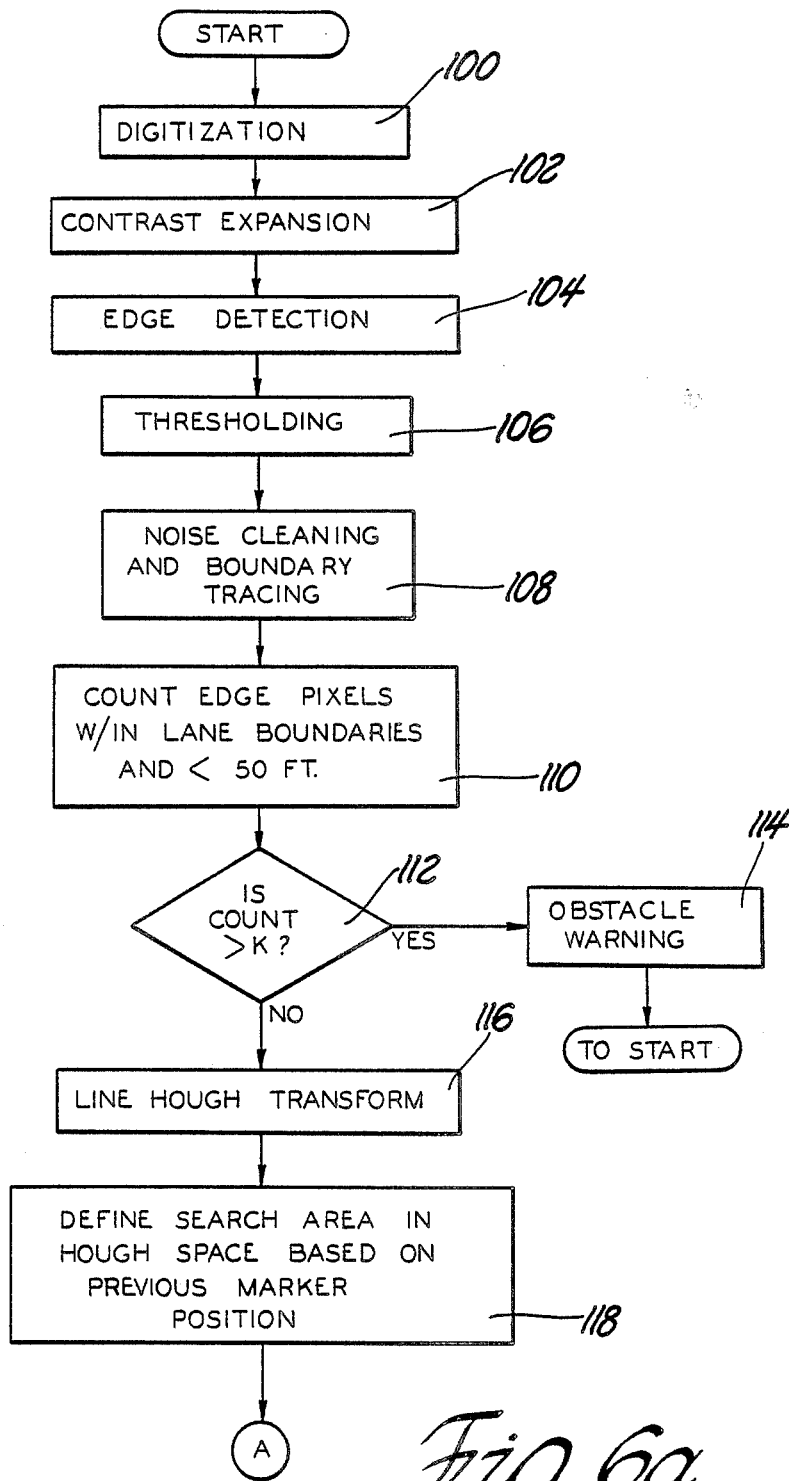 START
100
DIGITIZATION
102
CONTRAST EXPANSION
104
EDGE DETECTION
THRESHOLDING
106
NOISE CLEANING
AND BOUNDARY
TRACING
108
COUNT EDGE PIXELS
W/IN LANE BOUNDARIES
AND < 50 FT.
110
112
IS
COUNT
>K?
YES
NO
114
OBSTACLE
WARNING
TO START
116
LINE HOUGH TRANSFORM
DEFINE SEARCH AREA IN
HOUGH SPACE BASED ON
PREVIOUS MARKER
POSITION
118
A
Fig. 6a